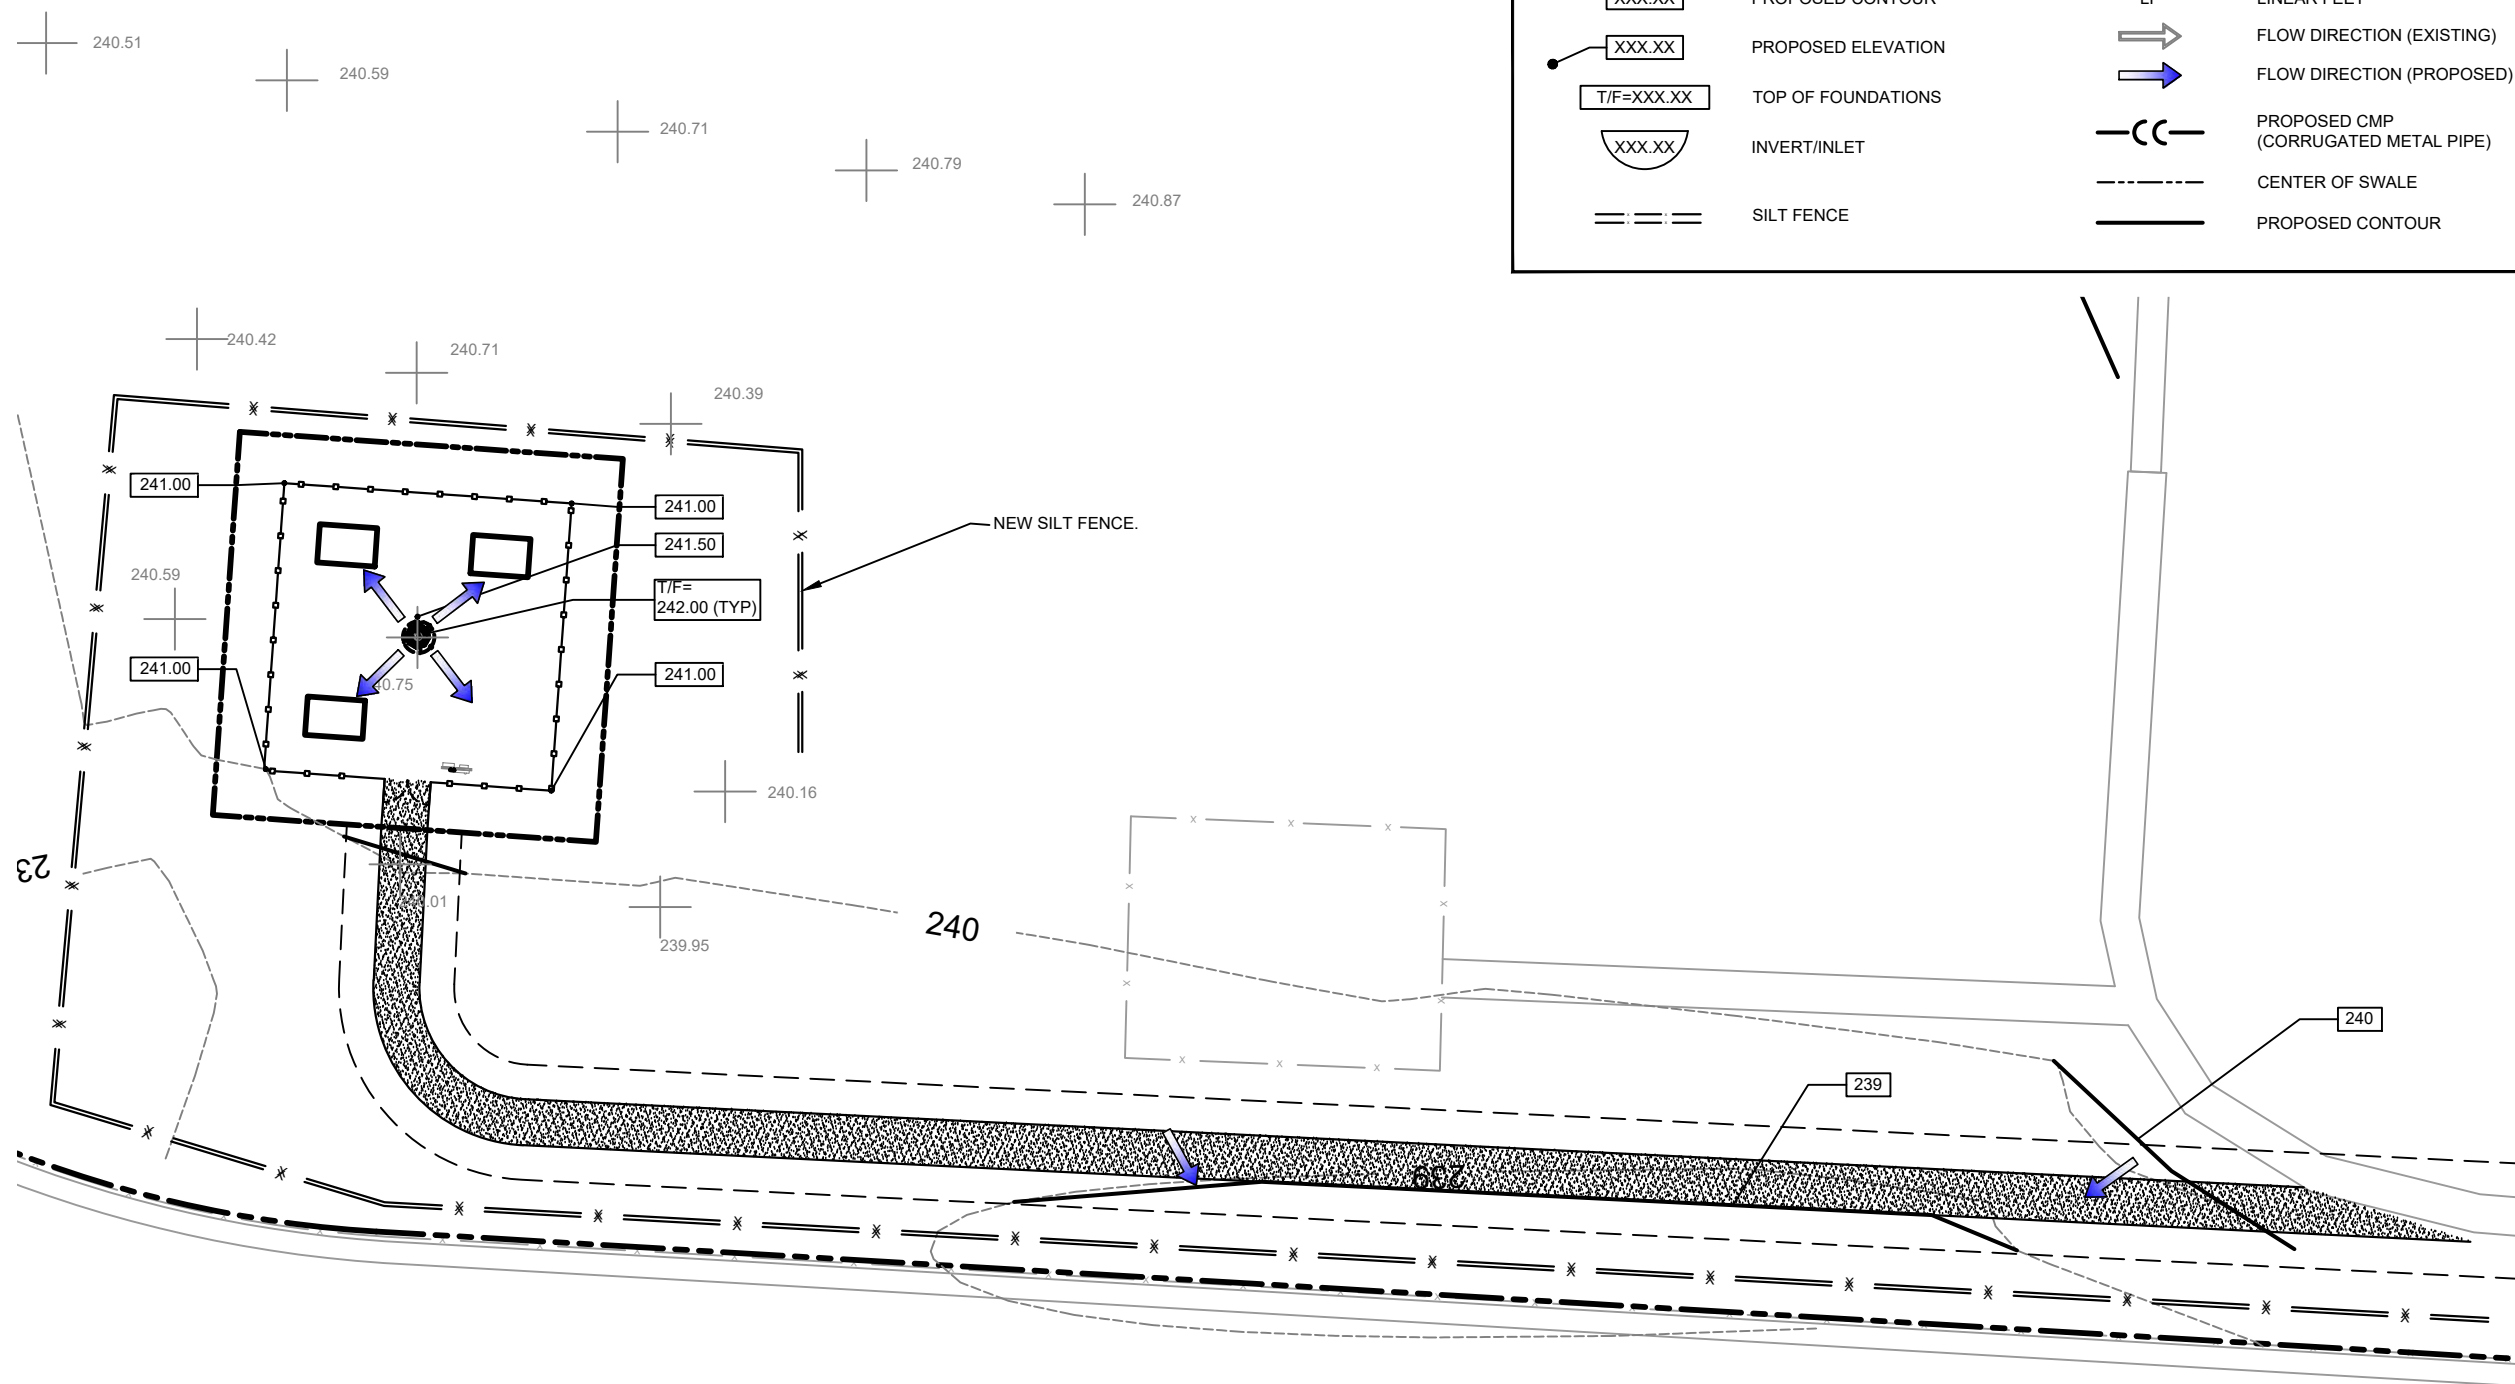 XXX.XX PROPOSED CONTOUR
LF LINEAR FEET
XXX.XX PROPOSED ELEVATION
FLOW DIRECTION (EXISTING)
FLOW DIRECTION (PROPOSED)
T/F=XXX.XX TOP OF FOUNDATIONS
XXX.XX INVERT/INLET
PROPOSED CMP
(CORRUGATED METAL PIPE)
CENTER OF SWALE
SILT FENCE
PROPOSED CONTOUR
240.51
240.59
240.71
240.79
240.87
240.42
240.71
240.39
241.00
241.00
NEW SILT FENCE.
241.50
240.59
T/F=
242.00 (TYP)
241.00
241.00
40.75
240.16
23
.01
240
239.95
240
239
239